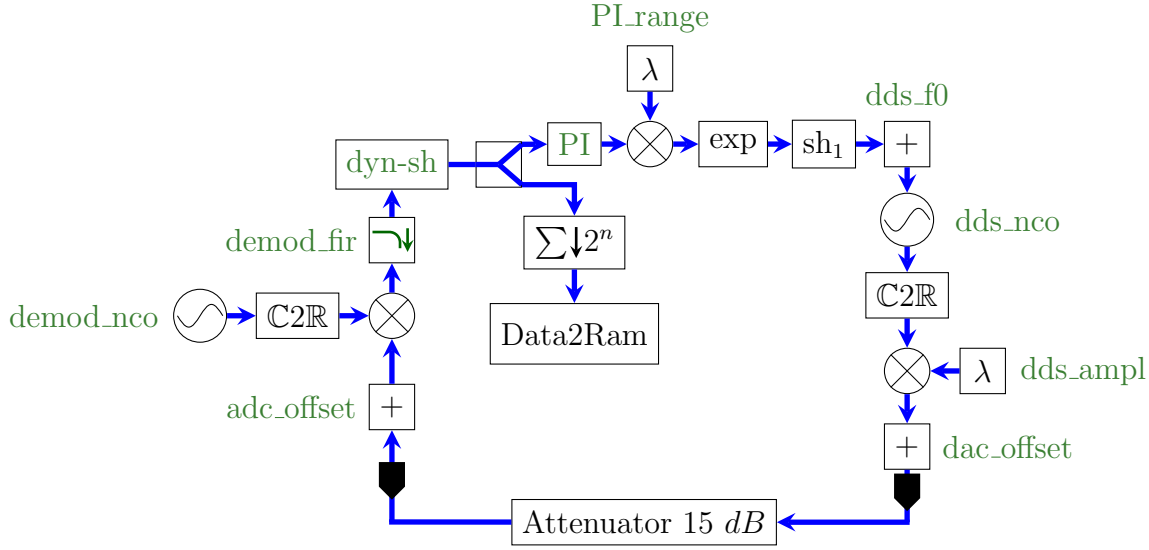 PI_range
λ
dds_f0
dyn-sh
PI
exp
sh₁
+
demod_fir
∑↓2ⁿ
dds_nco
demod_nco
ℂ2ℝ
ℂ2ℝ
Data2Ram
λ
dds_ampl
adc_offset
+
+
dac_offset
Attenuator 15 dB